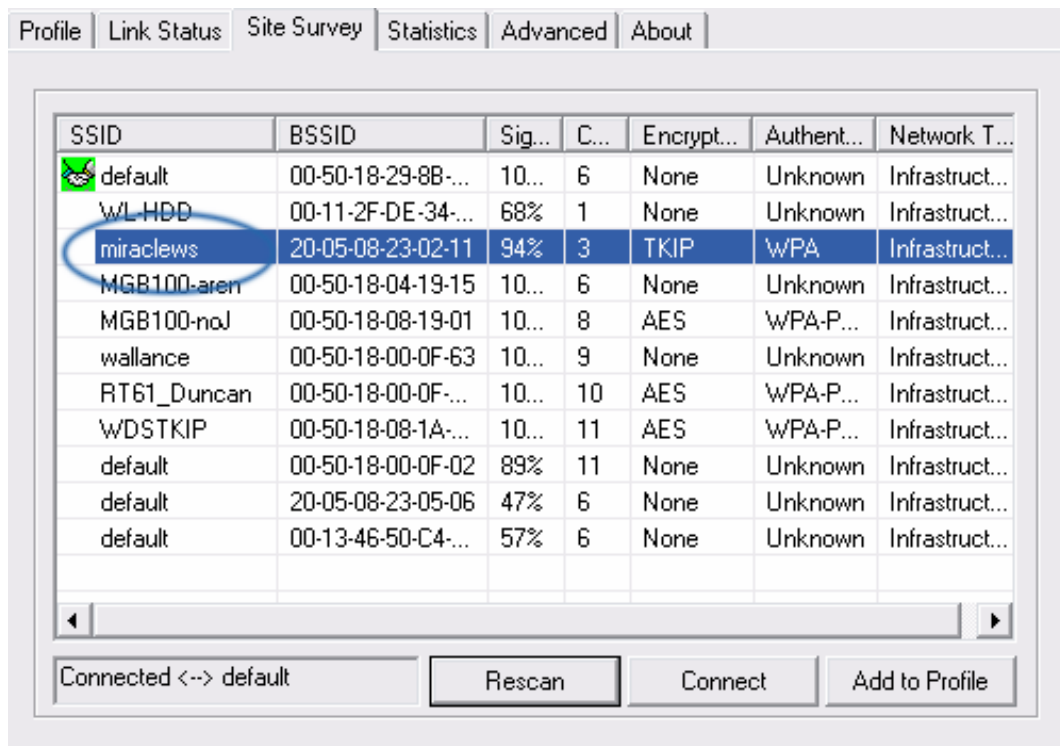 Profile Link Status Site Survey Statistics Advanced About
SSID BSSID Sig... C... Encrypt... Authent... Network T...
default 00-50-18-29-8B-... 10... 6 None Unknown Infrastruct...
WL-HDD 00-11-2F-DE-34-... 68% 1 None Unknown Infrastruct...
miraclews 20-05-08-23-02-11 94% 3 TKIP WPA Infrastruct...
MGB100-aren 00-50-18-04-19-15 10... 6 None Unknown Infrastruct...
MGB100-noJ 00-50-18-08-19-01 10... 8 AES WPA-P... Infrastruct...
wallance 00-50-18-00-0F-63 10... 9 None Unknown Infrastruct...
RT61_Duncan 00-50-18-00-0F-... 10... 10 AES WPA-P... Infrastruct...
WDSTKIP 00-50-18-08-1A-... 10... 11 AES WPA-P... Infrastruct...
default 00-50-18-00-0F-02 89% 11 None Unknown Infrastruct...
default 20-05-08-23-05-06 47% 6 None Unknown Infrastruct...
default 00-13-46-50-C4-... 57% 6 None Unknown Infrastruct...
Connected <--> default Rescan Connect Add to Profile